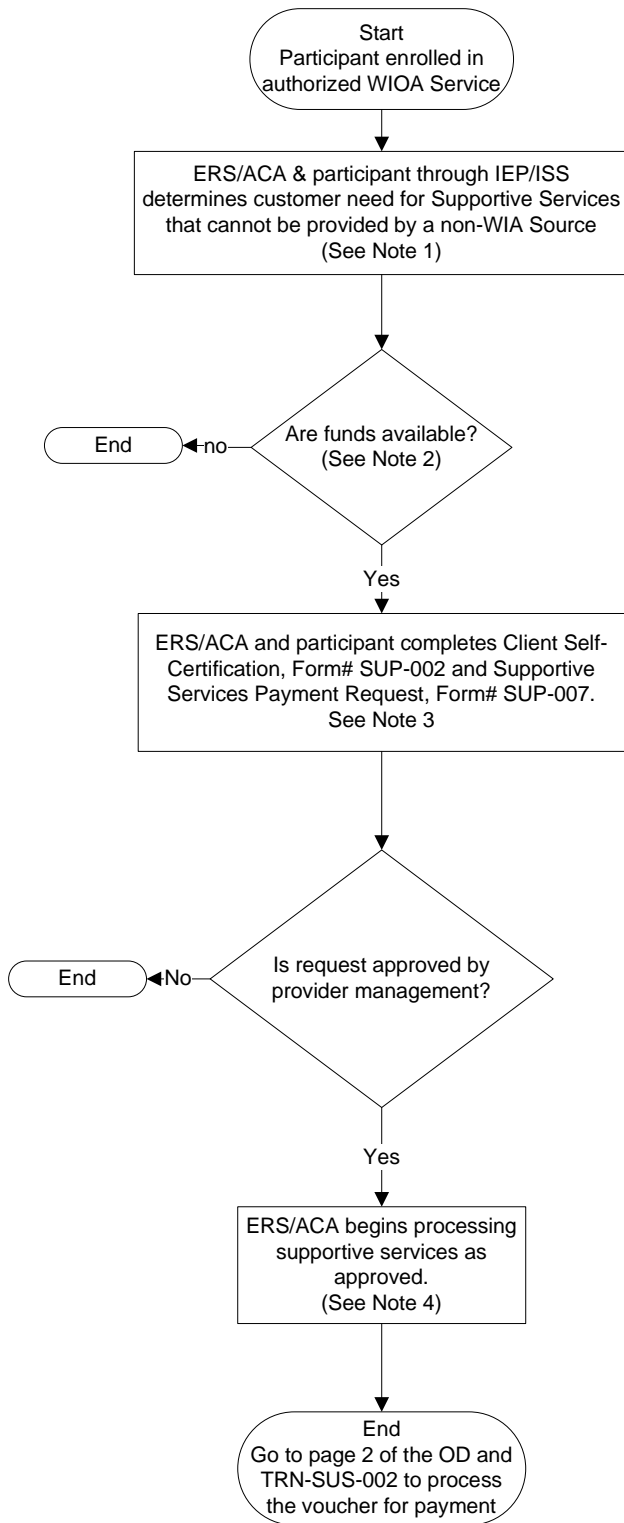 Start
Participant enrolled in
authorized WIOA Service
ERS/ACA & participant through IEP/ISS
determines customer need for Supportive Services
that cannot be provided by a non-WIA Source
(See Note 1)
Are funds available?
(See Note 2)
no
End
Yes
ERS/ACA and participant completes Client Self-
Certification, Form# SUP-002 and Supportive
Services Payment Request, Form# SUP-007.
See Note 3
Is request approved by
provider management?
No
End
Yes
ERS/ACA begins processing
supportive services as
approved.
(See Note 4)
End
Go to page 2 of the OD and
TRN-SUS-002 to process
the voucher for payment